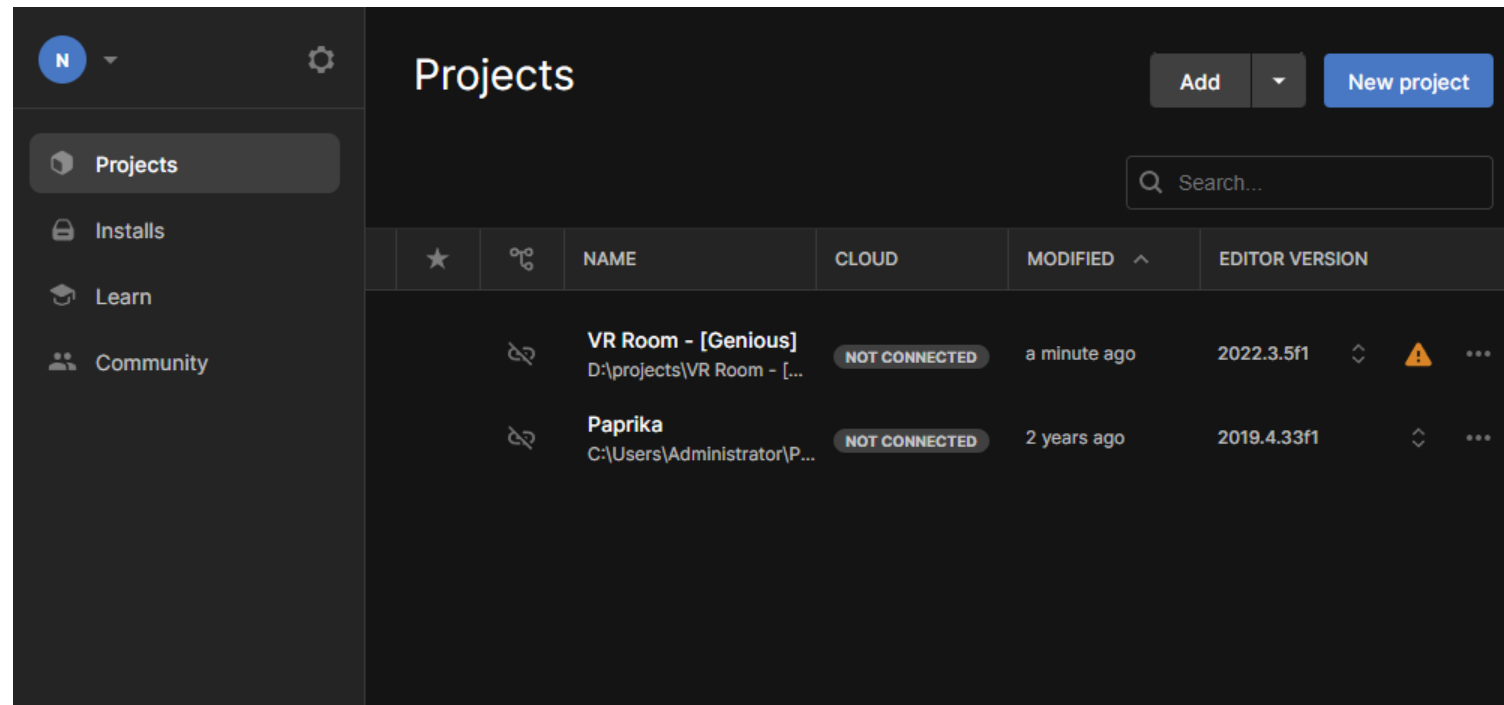 N
Projects
Add
New project
Projects
Installs
Learn
Community
Search...
NAME CLOUD MODIFIED EDITOR VERSION
VR Room - [Genious]
D:\projects\VR Room - [...
NOT CONNECTED
a minute ago
2022.3.5f1
Paprika
C:\Users\Administrator\P...
NOT CONNECTED
2 years ago
2019.4.33f1